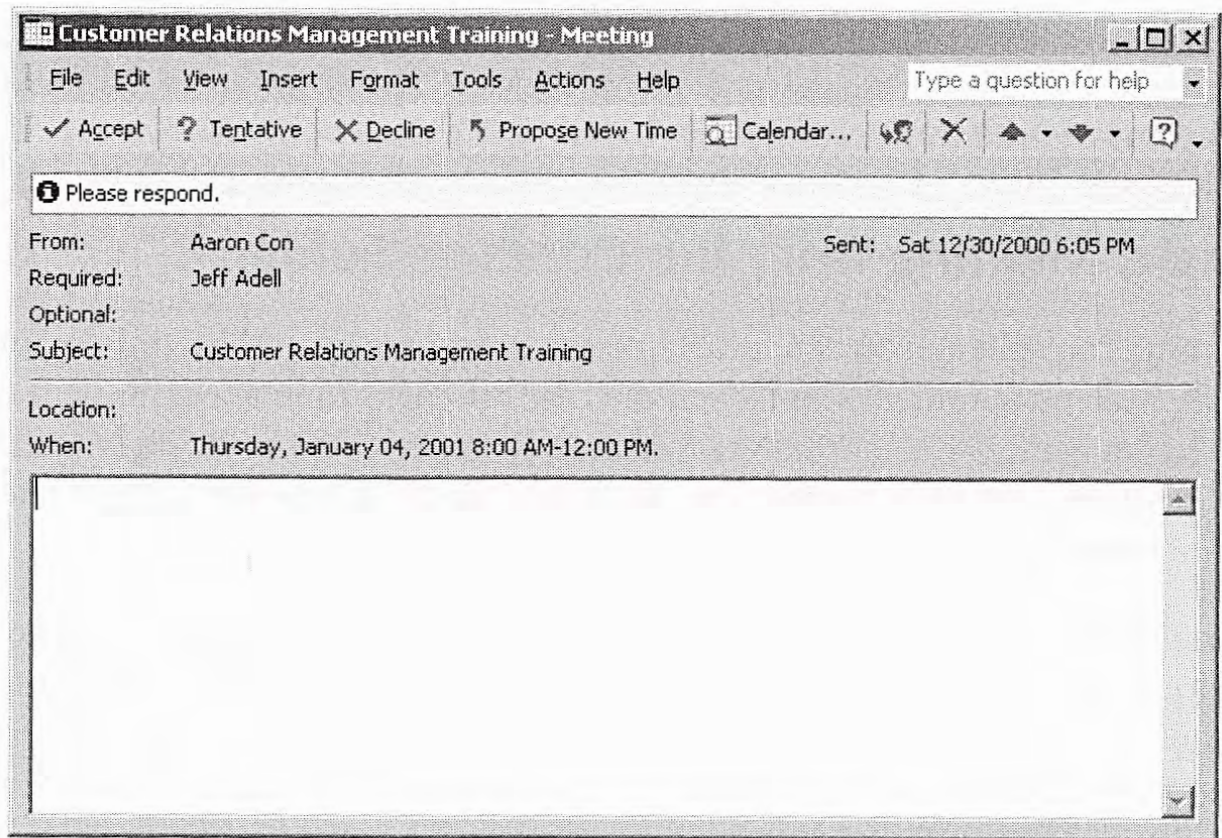 Customer Relations Management Training - Meeting
File Edit View Insert Format Tools Actions Help Type a question for help
Accept ? Tentative Decline Propose New Time Calendar... ?
Please respond.
From: Aaron Con Sent: Sat 12/30/2000 6:05 PM
Required: Jeff Adell
Optional:
Subject: Customer Relations Management Training
Location:
When: Thursday, January 04, 2001 8:00 AM-12:00 PM.